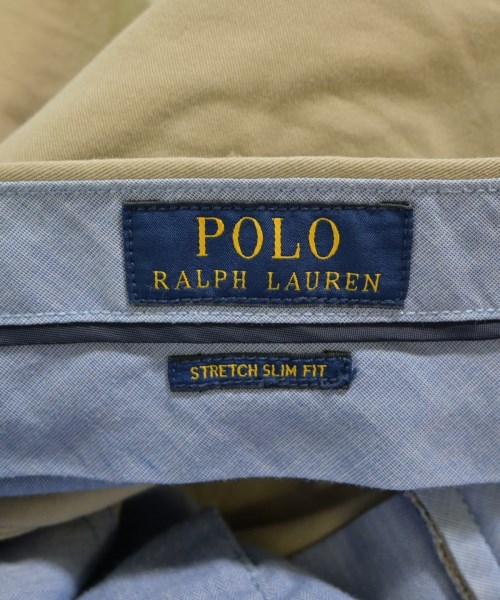 POLO
RALPH LAUREN
STRETCH SLIM FIT